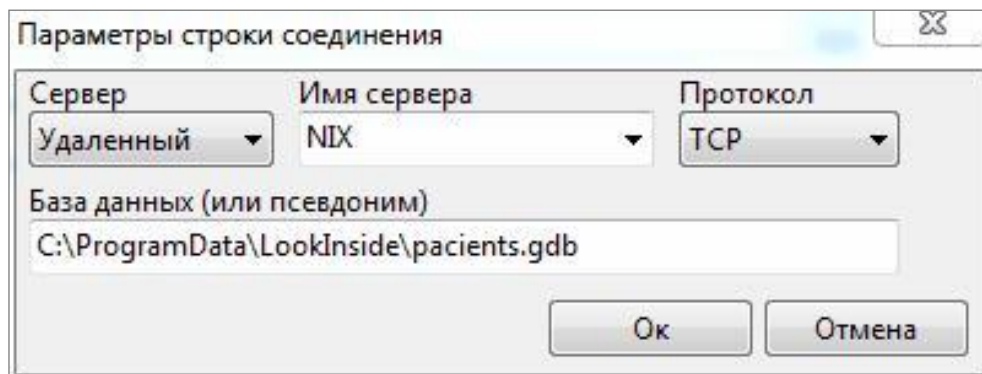 Параметры строки соединения
Сервер Имя сервера Протокол
Удаленный NIX TCP
База данных (или псевдоним)
C:\ProgramData\LookInside\pacients.gdb
Ок Отмена